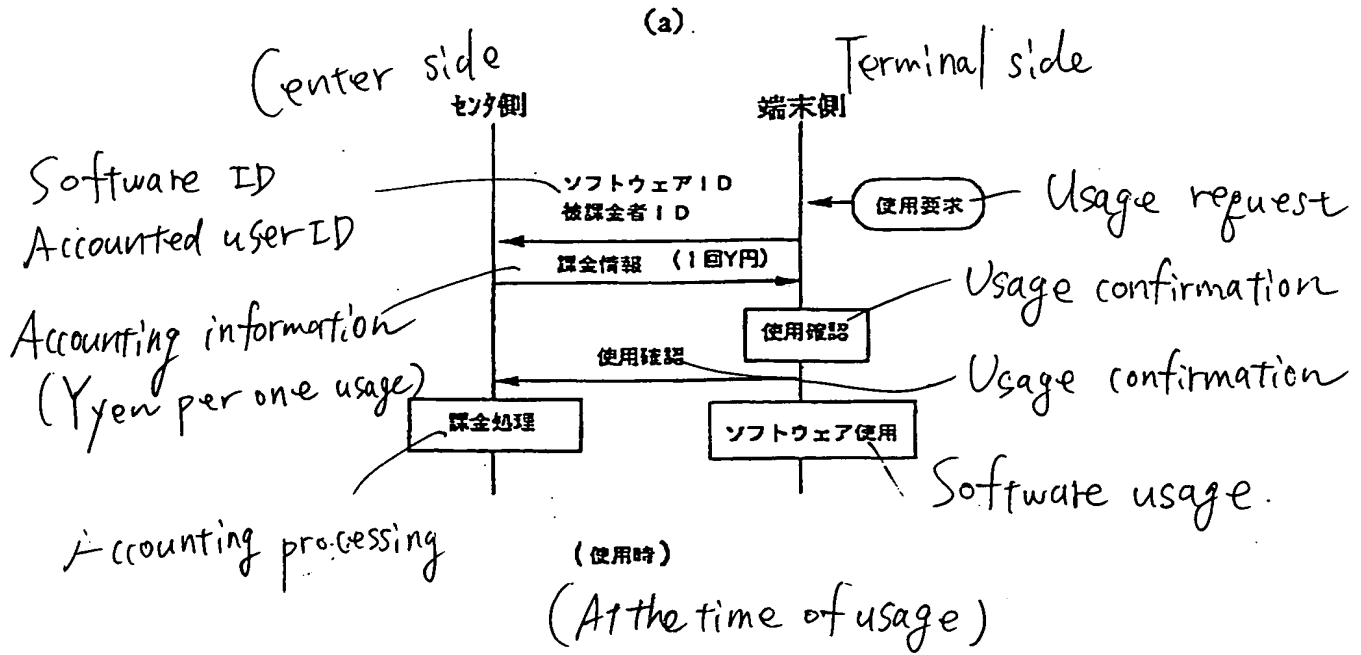 (a).
Center side
Terminal side
センタ側
端末側
Software ID
ソフトウェアID
Accounted user ID
被課金者ID
使用要求
Usage request
課金情報 (1回Y円)
Usage confirmation
Accounting information
使用確認
(Y yen per one usage)
使用確認
Usage confirmation
課金処理
ソフトウェア使用
Software usage.
Accounting processing
(使用時)
(At the time of usage)